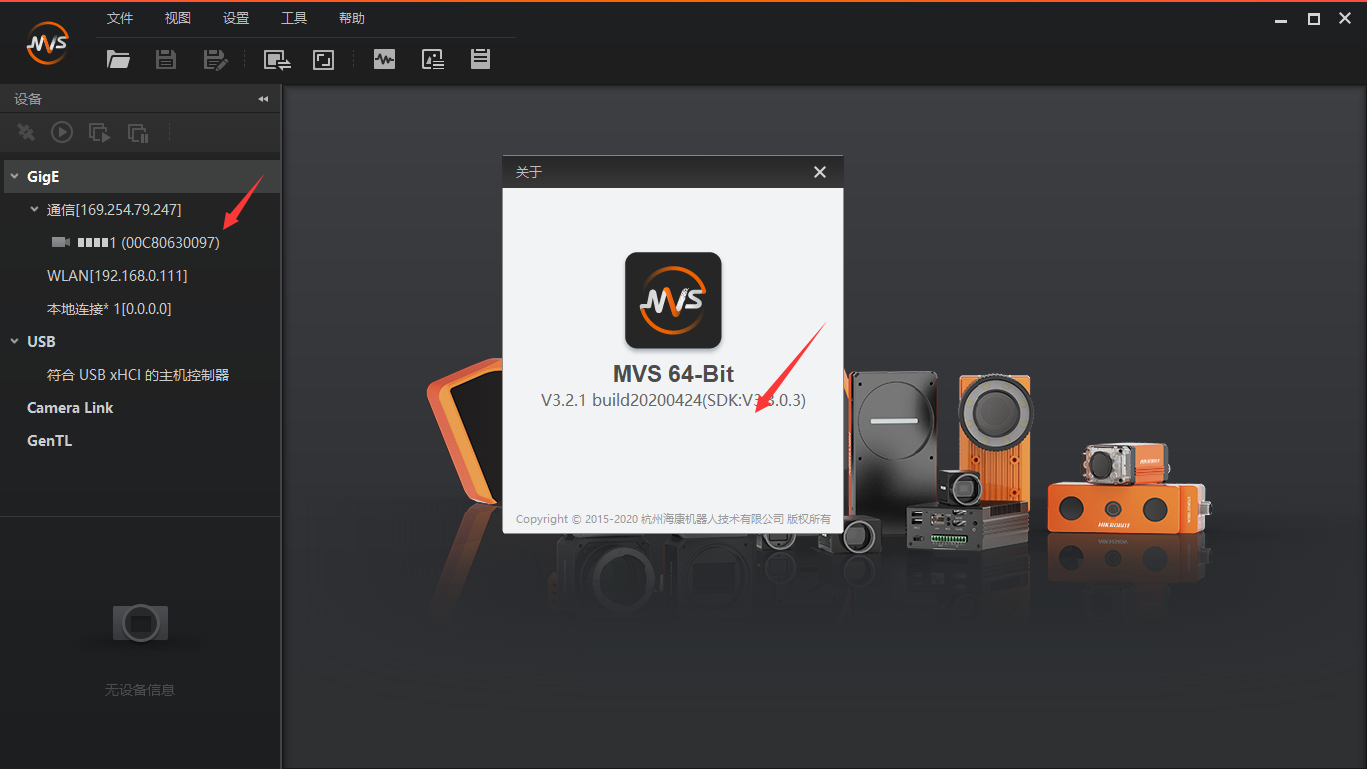 文件 视图 设置 工具 帮助
MVS
设备
GigE
通信[169.254.79.247]
1 (00C80630097)
WLAN[192.168.0.111]
本地连接* 1[0.0.0.0]
USB
符合 USB xHCI 的主机控制器
Camera Link
GenTL
无设备信息
关于
MVS
MVS 64-Bit
V3.2.1 build20200424(SDK:V3.3.0.3)
Copyright © 2015-2020 杭州海康机器人技术有限公司 版权所有
HIKROBOT
HIKROBOT